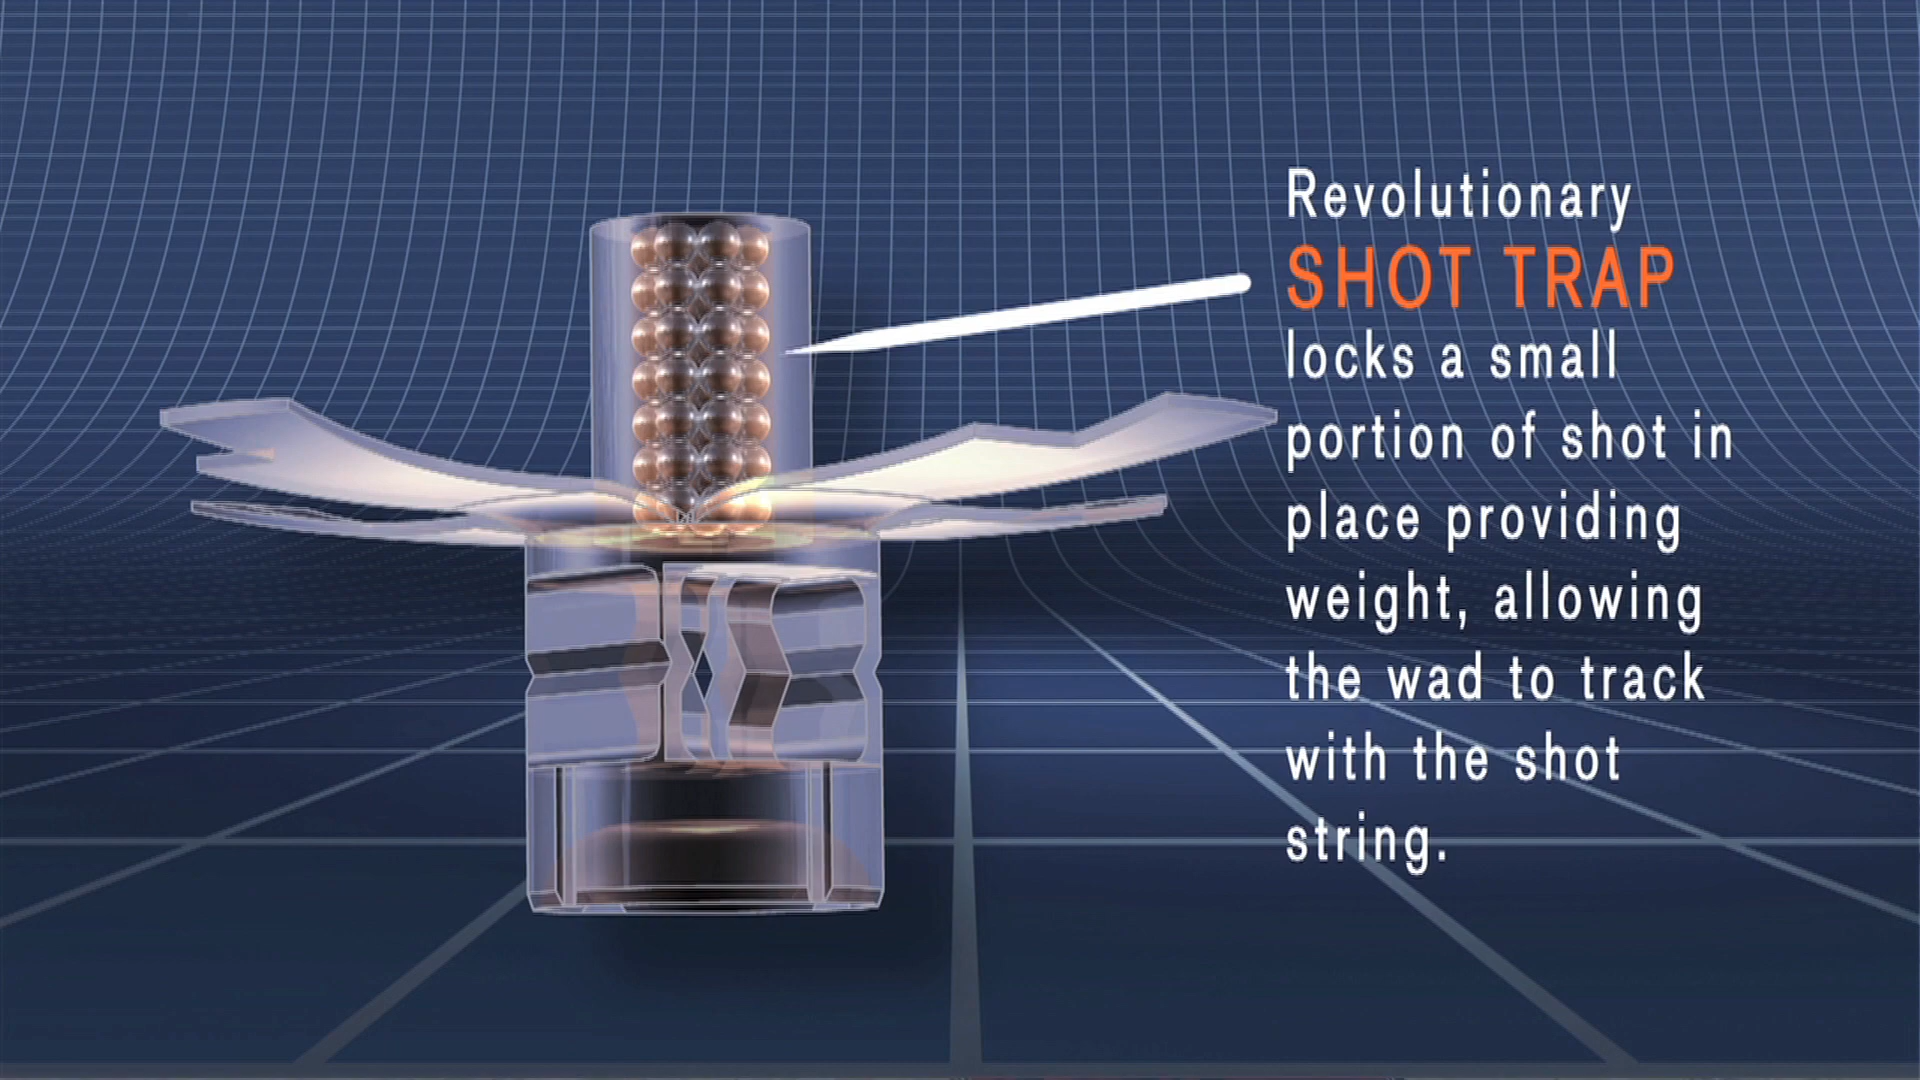 Revolutionary
SHOT TRAP
locks a small
portion of shot in
place providing
weight, allowing
the wad to track
with the shot
string.